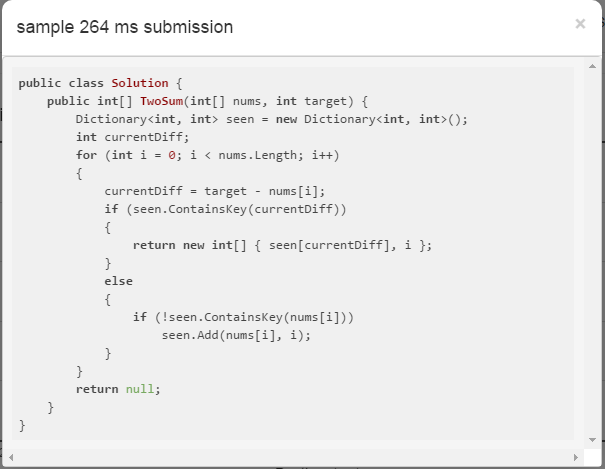 sample 264 ms submission
×
public class Solution {
    public int[] TwoSum(int[] nums, int target) {
        Dictionary<int, int> seen = new Dictionary<int, int>();
        int currentDiff;
        for (int i = 0; i < nums.Length; i++)
        {
            currentDiff = target - nums[i];
            if (seen.ContainsKey(currentDiff))
            {
                return new int[] { seen[currentDiff], i };
            }
            else
            {
                if (!seen.ContainsKey(nums[i]))
                    seen.Add(nums[i], i);
            }
        }
        return null;
    }
}